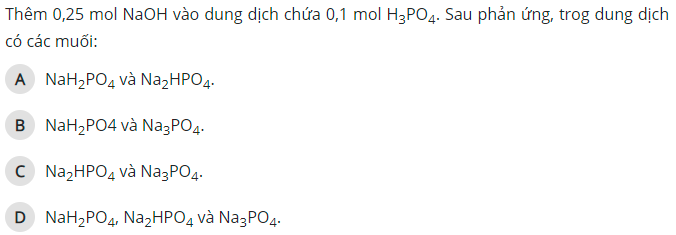 Thêm 0,25 mol NaOH vào dung dịch chứa 0,1 mol H₃PO₄. Sau phản ứng, trog dung dịch
có các muối:
A NaH₂PO₄ và Na₂HPO₄.
B NaH₂PO4 và Na₃PO₄.
C Na₂HPO₄ và Na₃PO₄.
D NaH₂PO₄, Na₂HPO₄ và Na₃PO₄.